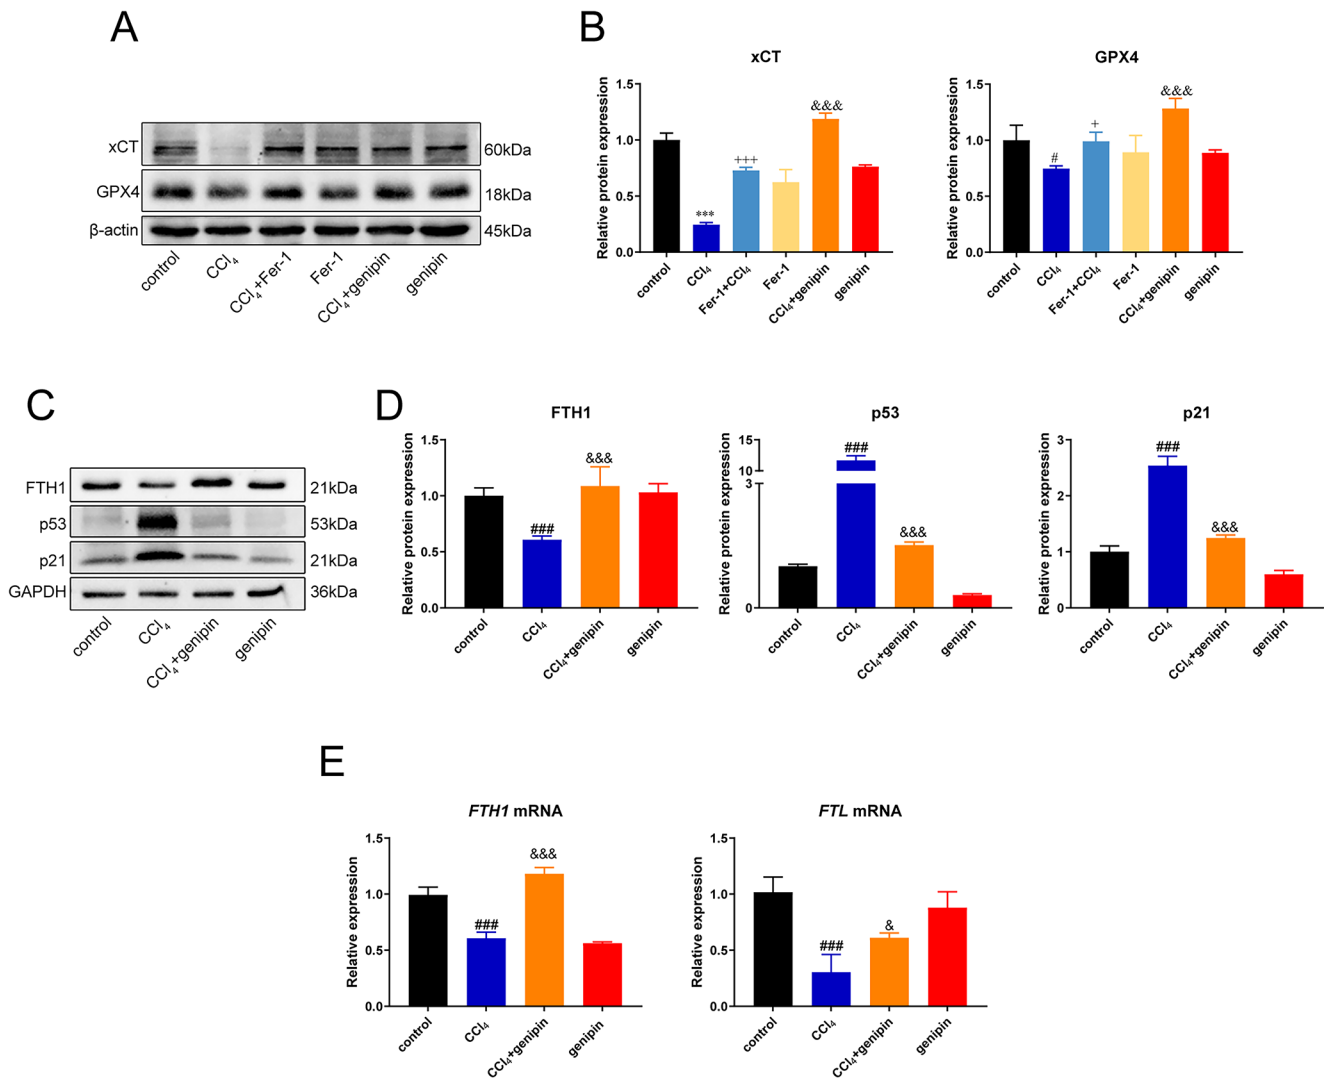 A
xCT
60kDa
GPX4
18kDa
β-actin
45kDa
control
CCl4
CCl4+Fer-1
Fer-1
CCl4+genipin
genipin
B
xCT
Relative protein expression
1.5
1.0
0.5
0.0
***
+++
&&&
control
CCl4
Fer-1+CCl4
Fer-1
CCl4+genipin
genipin
GPX4
Relative protein expression
1.5
1.0
0.5
0.0
#
+
&&&
control
CCl4
Fer-1+CCl4
Fer-1
CCl4+genipin
genipin
C
FTH1
21kDa
p53
53kDa
p21
21kDa
GAPDH
36kDa
control
CCl4
CCl4+genipin
genipin
D
FTH1
Relative protein expression
1.5
1.0
0.5
0.0
###
&&&
control
CCl4
CCl4+genipin
genipin
p53
Relative protein expression
15
10
3
0
###
&&&
control
CCl4
CCl4+genipin
genipin
p21
Relative protein expression
3
2
1
0
###
&&&
control
CCl4
CCl4+genipin
genipin
E
FTH1 mRNA
Relative expression
1.5
1.0
0.5
0.0
###
&&&
control
CCl4
CCl4+genipin
genipin
FTL mRNA
Relative expression
1.5
1.0
0.5
0.0
###
&
control
CCl4
CCl4+genipin
genipin